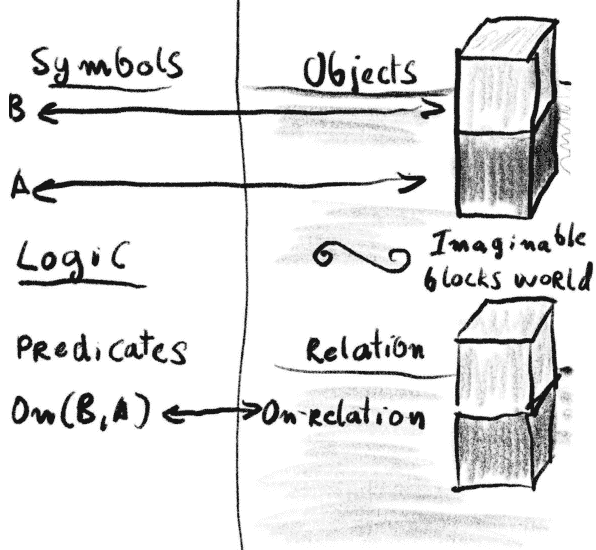 Symbols
Objects
B
A
Imaginable
blocks world
Logic
Predicates
Relation
On(B,A)
On-relation